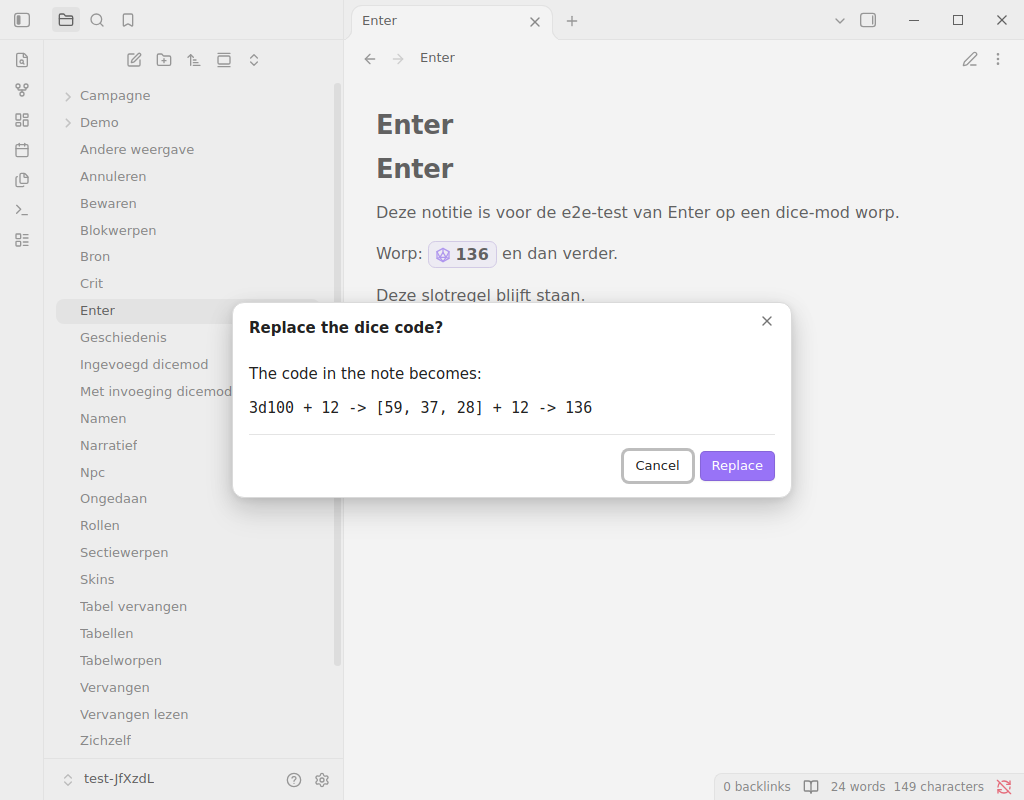 Enter
Enter
Campagne
Demo
Andere weergave
Annuleren
Bewaren
Blokwerpen
Bron
Crit
Enter
Geschiedenis
Ingevoegd dicemod
Met invoeging dicemod
Namen
Narratief
Npc
Ongedaan
Rollen
Sectiewerpen
Skins
Tabel vervangen
Tabellen
Tabelworpen
Vervangen
Vervangen lezen
Zichzelf
test-JfXzdL
Enter
Enter
Deze notitie is voor de e2e-test van Enter op een dice-mod worp.
Worp: 136 en dan verder.
Deze slotregel blijft staan.
Replace the dice code?
The code in the note becomes:
3d100 + 12 -> [59, 37, 28] + 12 -> 136
Cancel Replace
0 backlinks 24 words 149 characters